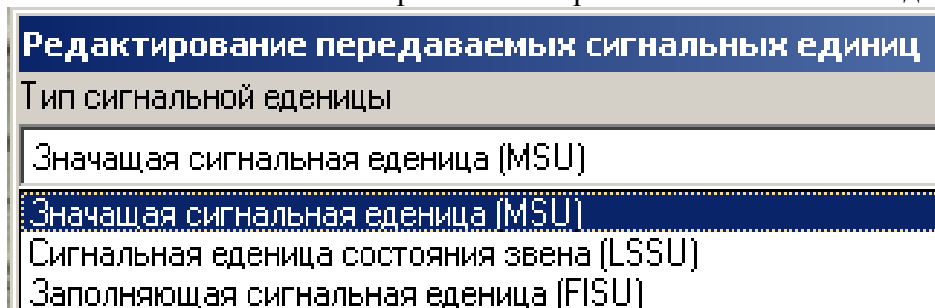 Редактирование передаваемых сигнальных единиц
Тип сигнальной еденицы
Значащая сигнальная еденица (MSU)
Значащая сигнальная еденица (MSU)
Сигнальная еденица состояния звена (LSSU)
Заполняющая сигнальная еденица (FISU)